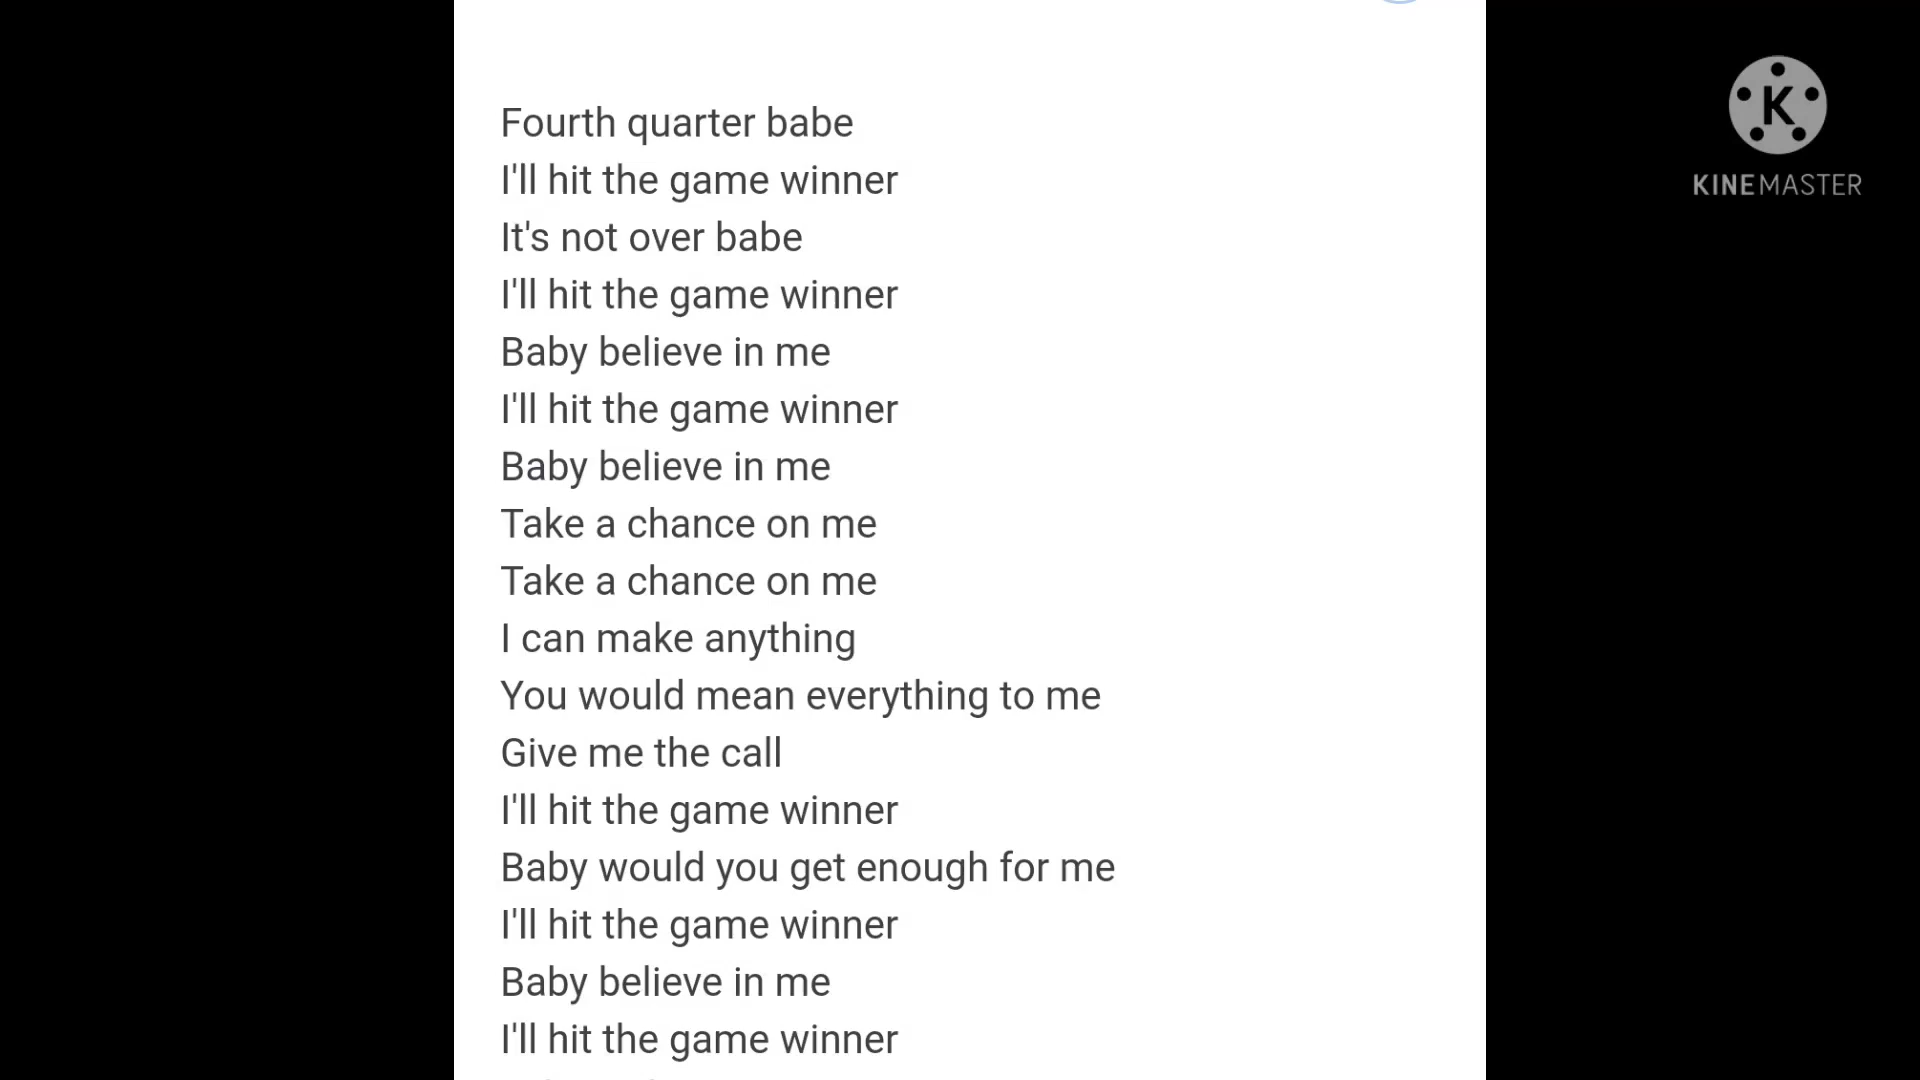 Fourth quarter babe
I'll hit the game winner
It's not over babe
I'll hit the game winner
Baby believe in me
I'll hit the game winner
Baby believe in me
Take a chance on me
Take a chance on me
I can make anything
You would mean everything to me
Give me the call
I'll hit the game winner
Baby would you get enough for me
I'll hit the game winner
Baby believe in me
I'll hit the game winner
K
KINEMASTER